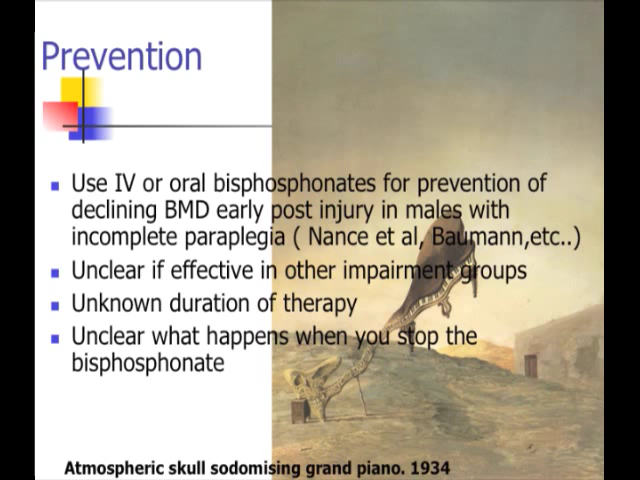 Prevention
Use IV or oral bisphosphonates for prevention of
declining BMD early post injury in males with
incomplete paraplegia ( Nance et al, Baumann,etc..)
Unclear if effective in other impairment groups
Unknown duration of therapy
Unclear what happens when you stop the
bisphosphonate
Atmospheric skull sodomising grand piano. 1934